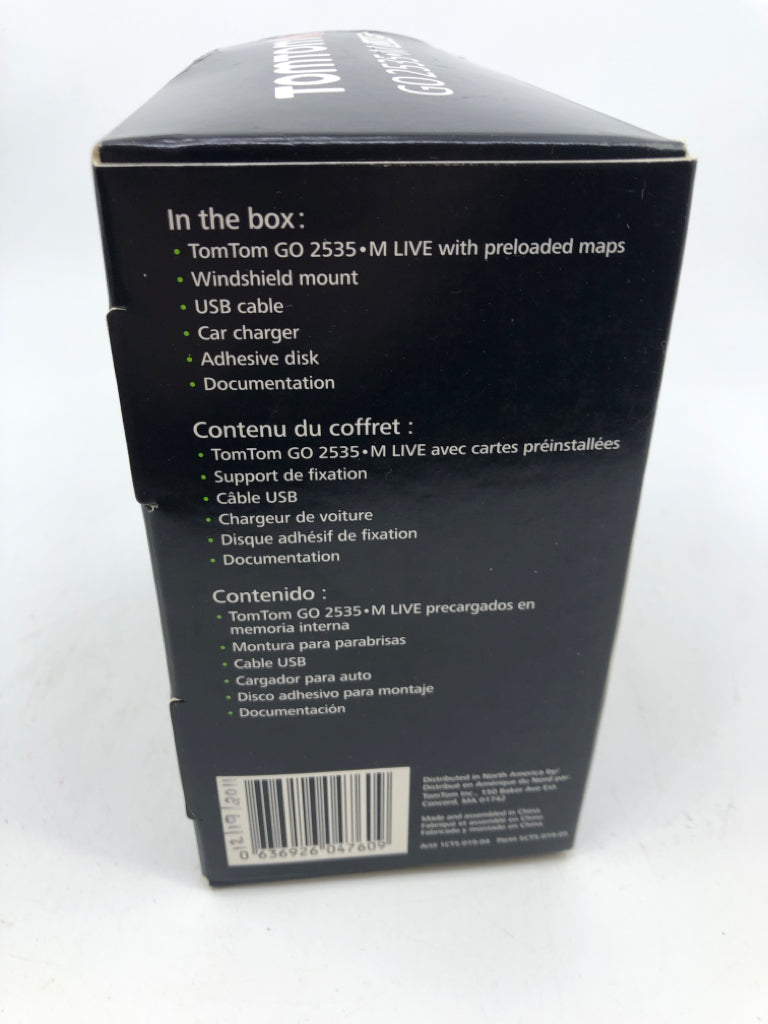 TOMTOM
GO 2535•M LIVE
In the box:
• TomTom GO 2535•M LIVE with preloaded maps
• Windshield mount
• USB cable
• Car charger
• Adhesive disk
• Documentation
Contenu du coffret :
• TomTom GO 2535•M LIVE avec cartes préinstallées
• Support de fixation
• Câble USB
• Chargeur de voiture
• Disque adhésif de fixation
• Documentation
Contenido :
• TomTom GO 2535•M LIVE precargados en
memoria interna
• Montura para parabrisas
• Cable USB
• Cargador para auto
• Disco adhesivo para montaje
• Documentación
12/19/2011
0 636926 047609
Distributed in North America by/
Distribué en Amérique du Nord par:
TomTom Inc., 150 Baker Ave Ext.
Concord, MA 01742
Made and assembled in China
Fabriqué et assemblé en Chine
Fabricado y montado en China